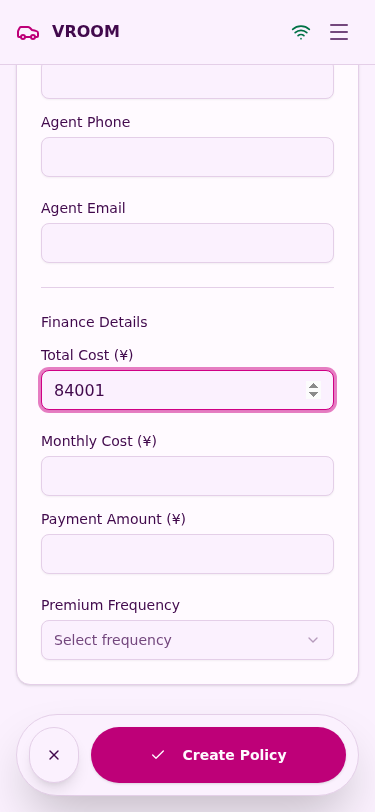 VROOM
Agent Phone
Agent Email
Finance Details
Total Cost (¥)
84001
Monthly Cost (¥)
Payment Amount (¥)
Premium Frequency
Select frequency
Create Policy